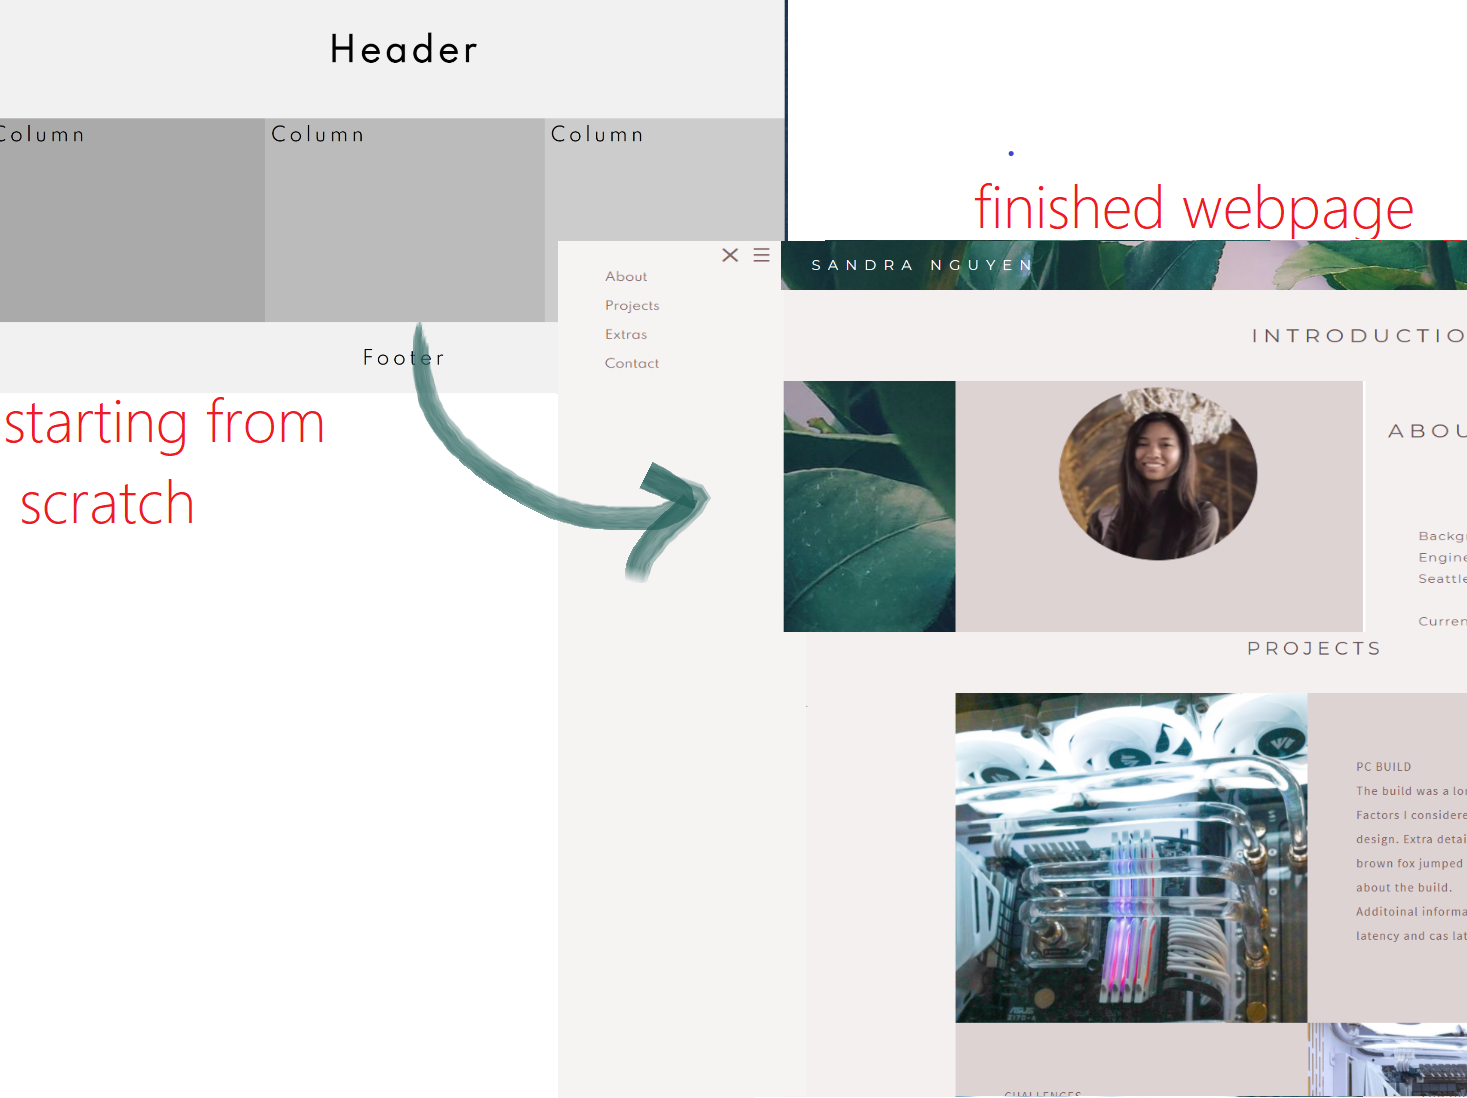 Header
Column Column Column
Footer
starting from
scratch
finished webpage
About
Projects
Extras
Contact
SANDRA NGUYEN
INTRODUCTIO
ABOU
Backg
Engine
Seattle
Curren
PROJECTS
PC BUILD
The build was a lo
Factors I considere
design. Extra detai
brown fox jumped
about the build.
Additoinal informa
latency and cas lat
ASUS
CHALLENGES